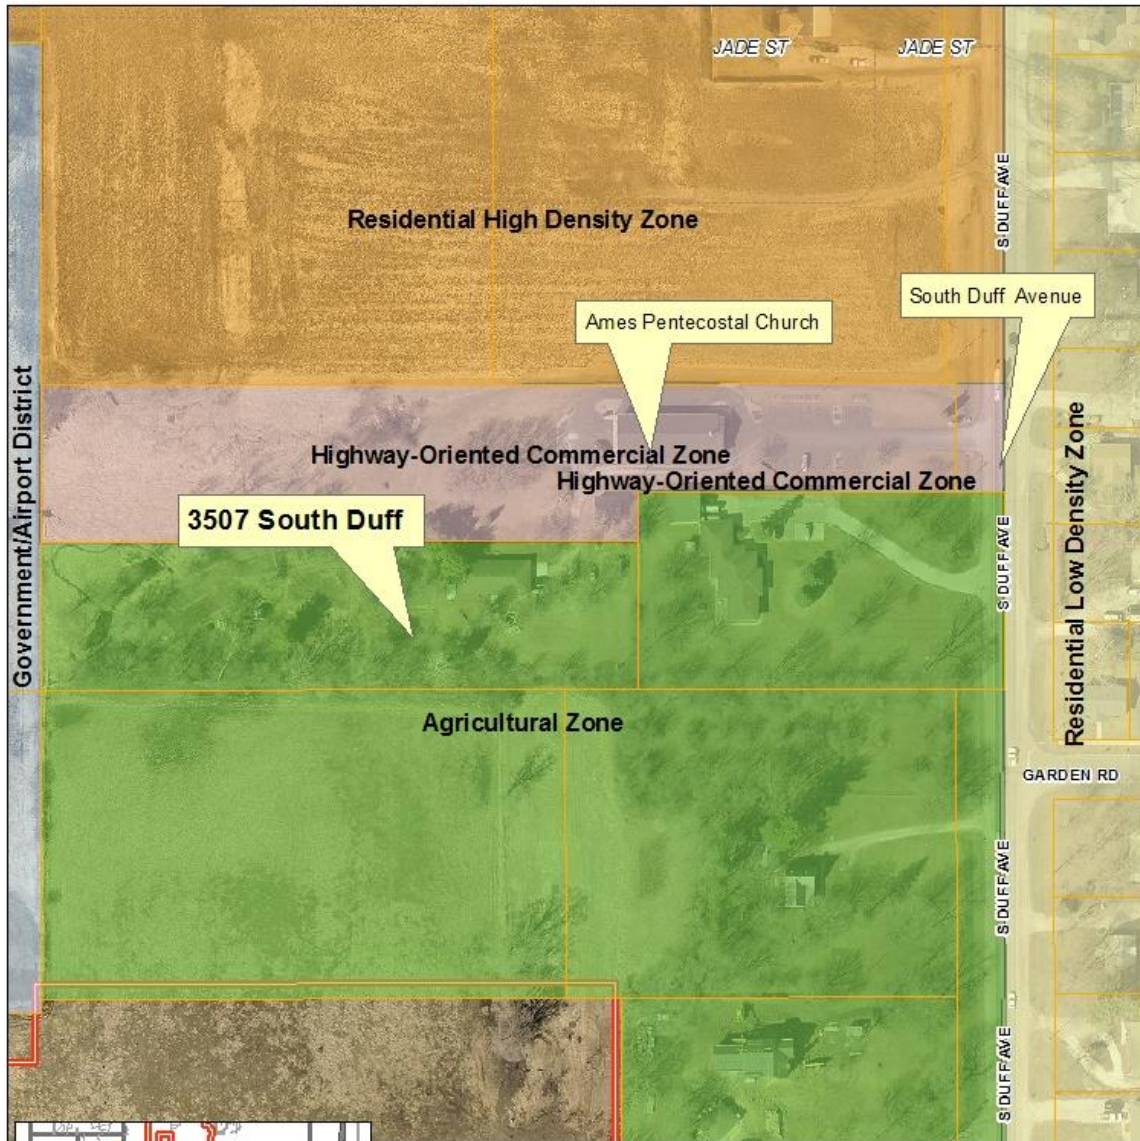 JADE ST
JADE ST
S DUFF AVE
Residential High Density Zone
South Duff Avenue
Ames Pentecostal Church
Government/Airport District
Highway-Oriented Commercial Zone
Highway-Oriented Commercial Zone
Residential Low Density Zone
3507 South Duff
S DUFF AVE
Agricultural Zone
GARDEN RD
S DUFF AVE
S DUFF AVE